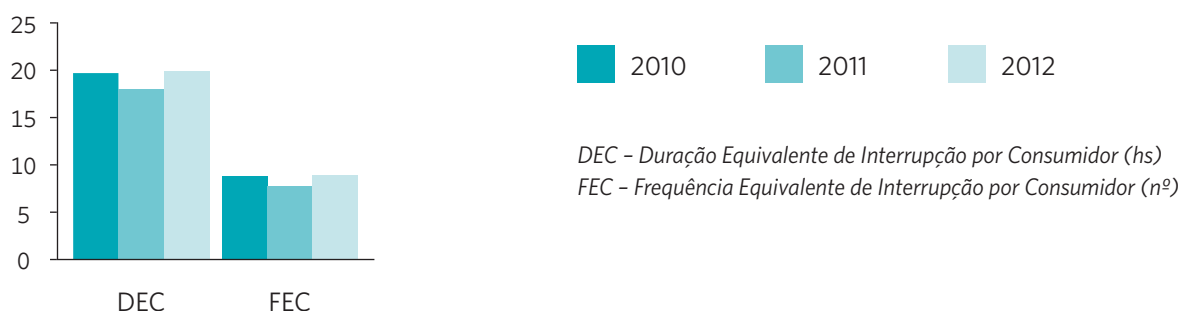 25
20
15
10
5
0
DEC
FEC
2010
2011
2012
DEC – Duração Equivalente de Interrupção por Consumidor (hs)
FEC – Frequência Equivalente de Interrupção por Consumidor (nº)